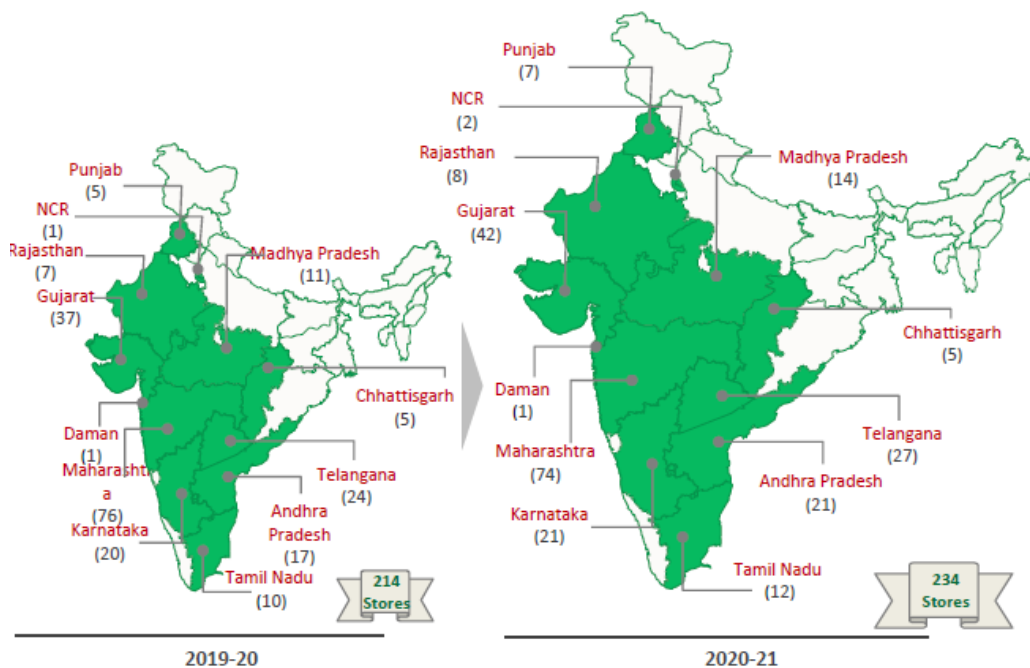 Punjab
(5)
NCR
(1)
Rajasthan
(7)
Gujarat
(37)
Madhya Pradesh
(11)
Chhattisgarh
(5)
Daman
(1)
Maharashtri
a
(76)
Karnataka
(20)
Telangana
(24)
Andhra
Pradesh
(17)
Tamil Nadu
(10)
214
Stores
2019-20
Punjab
(7)
NCR
(2)
Rajasthan
(8)
Gujarat
(42)
Madhya Pradesh
(14)
Chhattisgarh
(5)
Daman
(1)
Maharashtra
(74)
Karnataka
(21)
Telangana
(27)
Andhra Pradesh
(21)
Tamil Nadu
(12)
234
Stores
2020-21